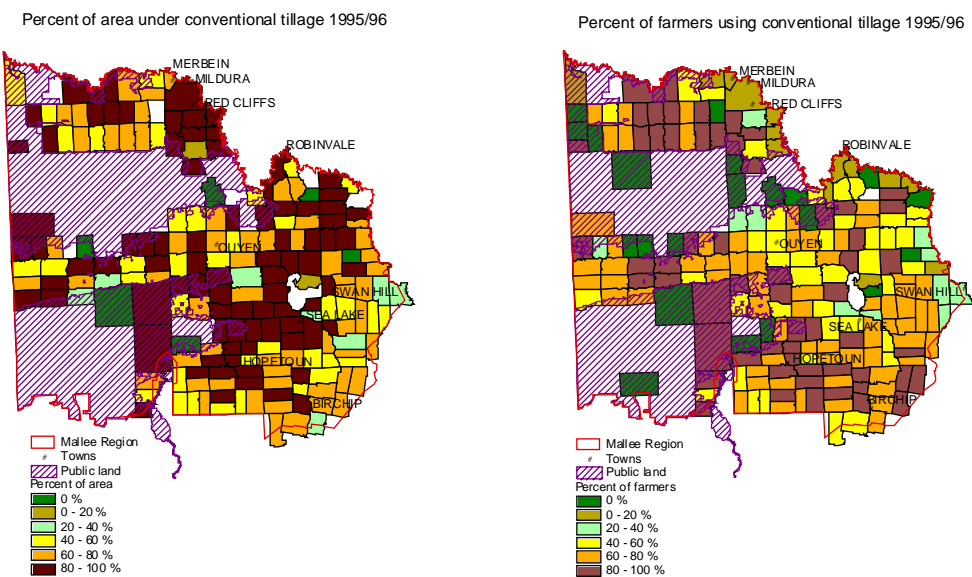 Percent of area under conventional tillage 1995/96
MERBEIN
MILDURA
# RED CLIFFS
ROBINVALE
# OUYEN
SWAN HILL
SEA LAKE
HOPETOUN
BIRCHIP
Mallee Region
# Towns
Public land
Percent of area
0 %
0 - 20 %
20 - 40 %
40 - 60 %
60 - 80 %
80 - 100 %
Percent of farmers using conventional tillage 1995/96
# MERBEIN
# MILDURA
# RED CLIFFS
ROBINVALE
# OUYEN
SWAN HILL
SEA LAKE
HOPETOUN
BIRCHIP
Mallee Region
# Towns
Public land
Percent of farmers
0 %
0 - 20 %
20 - 40 %
40 - 60 %
60 - 80 %
80 - 100 %